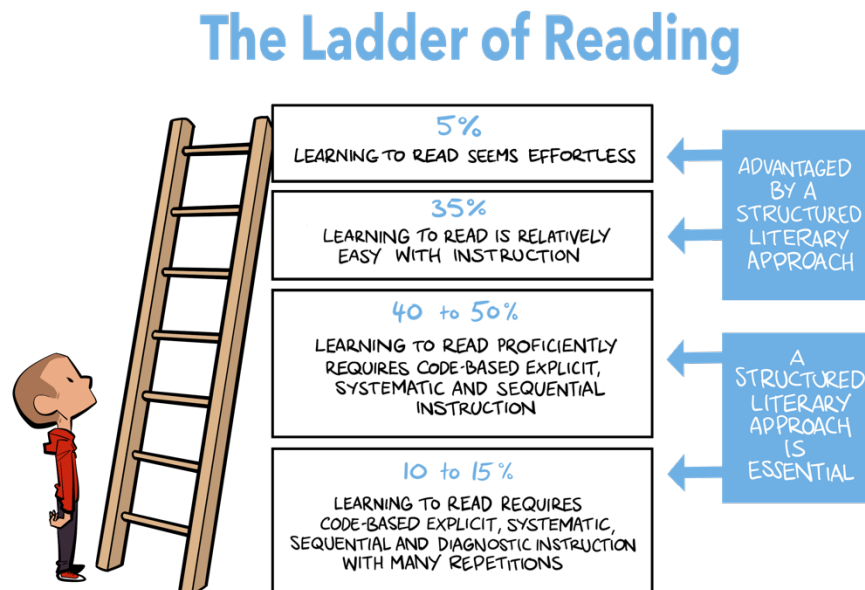 The Ladder of Reading
5%
LEARNING TO READ SEEMS EFFORTLESS
35%
LEARNING TO READ IS RELATIVELY
EASY WITH INSTRUCTION
40 to 50%
LEARNING TO READ PROFICIENTLY
REQUIRES CODE-BASED EXPLICIT,
SYSTEMATIC AND SEQUENTIAL
INSTRUCTION
10 to 15%
LEARNING TO READ REQUIRES
CODE-BASED EXPLICIT, SYSTEMATIC,
SEQUENTIAL AND DIAGNOSTIC INSTRUCTION
WITH MANY REPETITIONS
ADVANTAGED
BY A
STRUCTURED
LITERARY
APPROACH
A
STRUCTURED
LITERARY
APPROACH
IS
ESSENTIAL